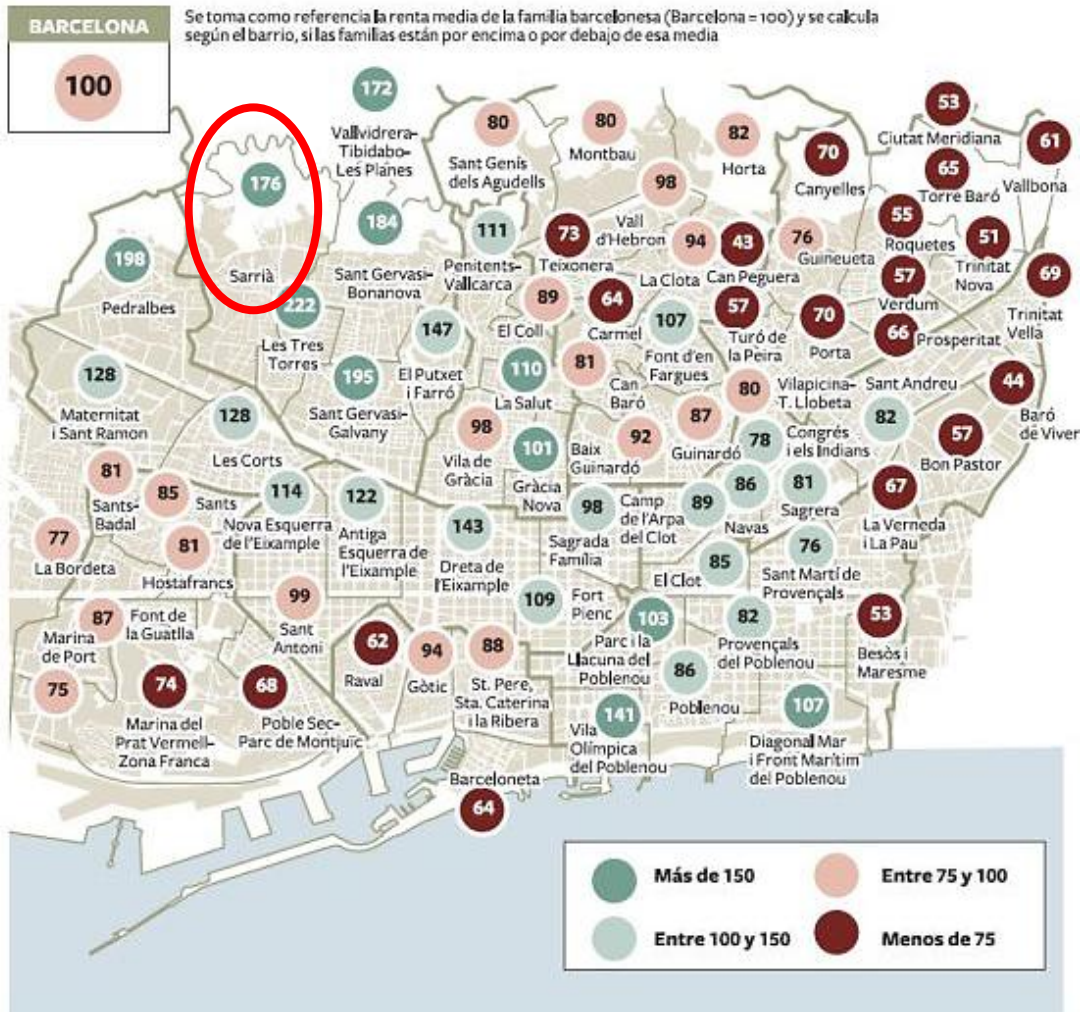 BARCELONA
100
Se toma como referencia la renta media de la familia barcelonesa (Barcelona = 100) y se calcula
según el barrio, si las familias están por encima o por debajo de esa media
172
Vallvidrera-
Tibidabo-
Les Planes
80
Sant Genís
dels Agudells
80
Montbau
82
Horta
70
Canyelles
53
Ciutat Meridiana
61
Vallbona
65
Torre Baró
176
Sarrià
184
Sant Gervasi-
Bonanova
111
Penitents-
Vallcarca
73
Teixonera
98
Vall
d'Hebron
94
La Clota
43
Can Peguera
76
Guineueta
55
Roquetes
51
Trinitat
Nova
198
Pedralbes
222
Les Tres
Torres
147
El Putxet
i Farró
89
El Coll
64
Carmel
107
Font d'en
Fargues
57
Turó de
la Peira
70
Porta
57
Verdum
66
Prosperitat
69
Trinitat
Vella
128
Maternitat
i Sant Ramon
128
Les Corts
195
Sant Gervasi-
Galvany
110
La Salut
81
Can
Baró
80
Vilapicina-
T. Llobeta
Sant Andreu
82
44
Baró
de Viver
98
Vila de
Gràcia
101
Gràcia
Nova
92
Baix
Guinardó
87
Guinardó
78
Congrés
i els Indians
57
Bon Pastor
81
Sants-
Badal
85
Sants
114
Nova Esquerra
de l'Eixample
122
Antiga
Esquerra de
l'Eixample
143
Dreta de
l'Eixample
98
Sagrada
Família
Camp
de l'Arpa
del Clot
89
86
Navas
81
Sagrera
67
La Verneda
i La Pau
77
La Bordeta
81
Hostafrancs
85
El Clot
76
Sant Martí de
Provençals
87
Font de
la Guatlla
99
Sant
Antoni
109
Fort
Pienc
103
Parc i la
Llacuna del
Poblenou
82
Provençals
del Poblenou
53
Besòs i
Maresme
Marina
de Port
75
74
Marina del
Prat Vermell-
Zona Franca
68
Poble Sec-
Parc de Montjuïc
62
Raval
94
Gòtic
88
St. Pere,
Sta. Caterina
i la Ribera
86
Poblenou
141
Vila
Olímpica
del Poblenou
107
Diagonal Mar
i Front Marítim
del Poblenou
Barceloneta
64
Más de 150
Entre 75 y 100
Entre 100 y 150
Menos de 75